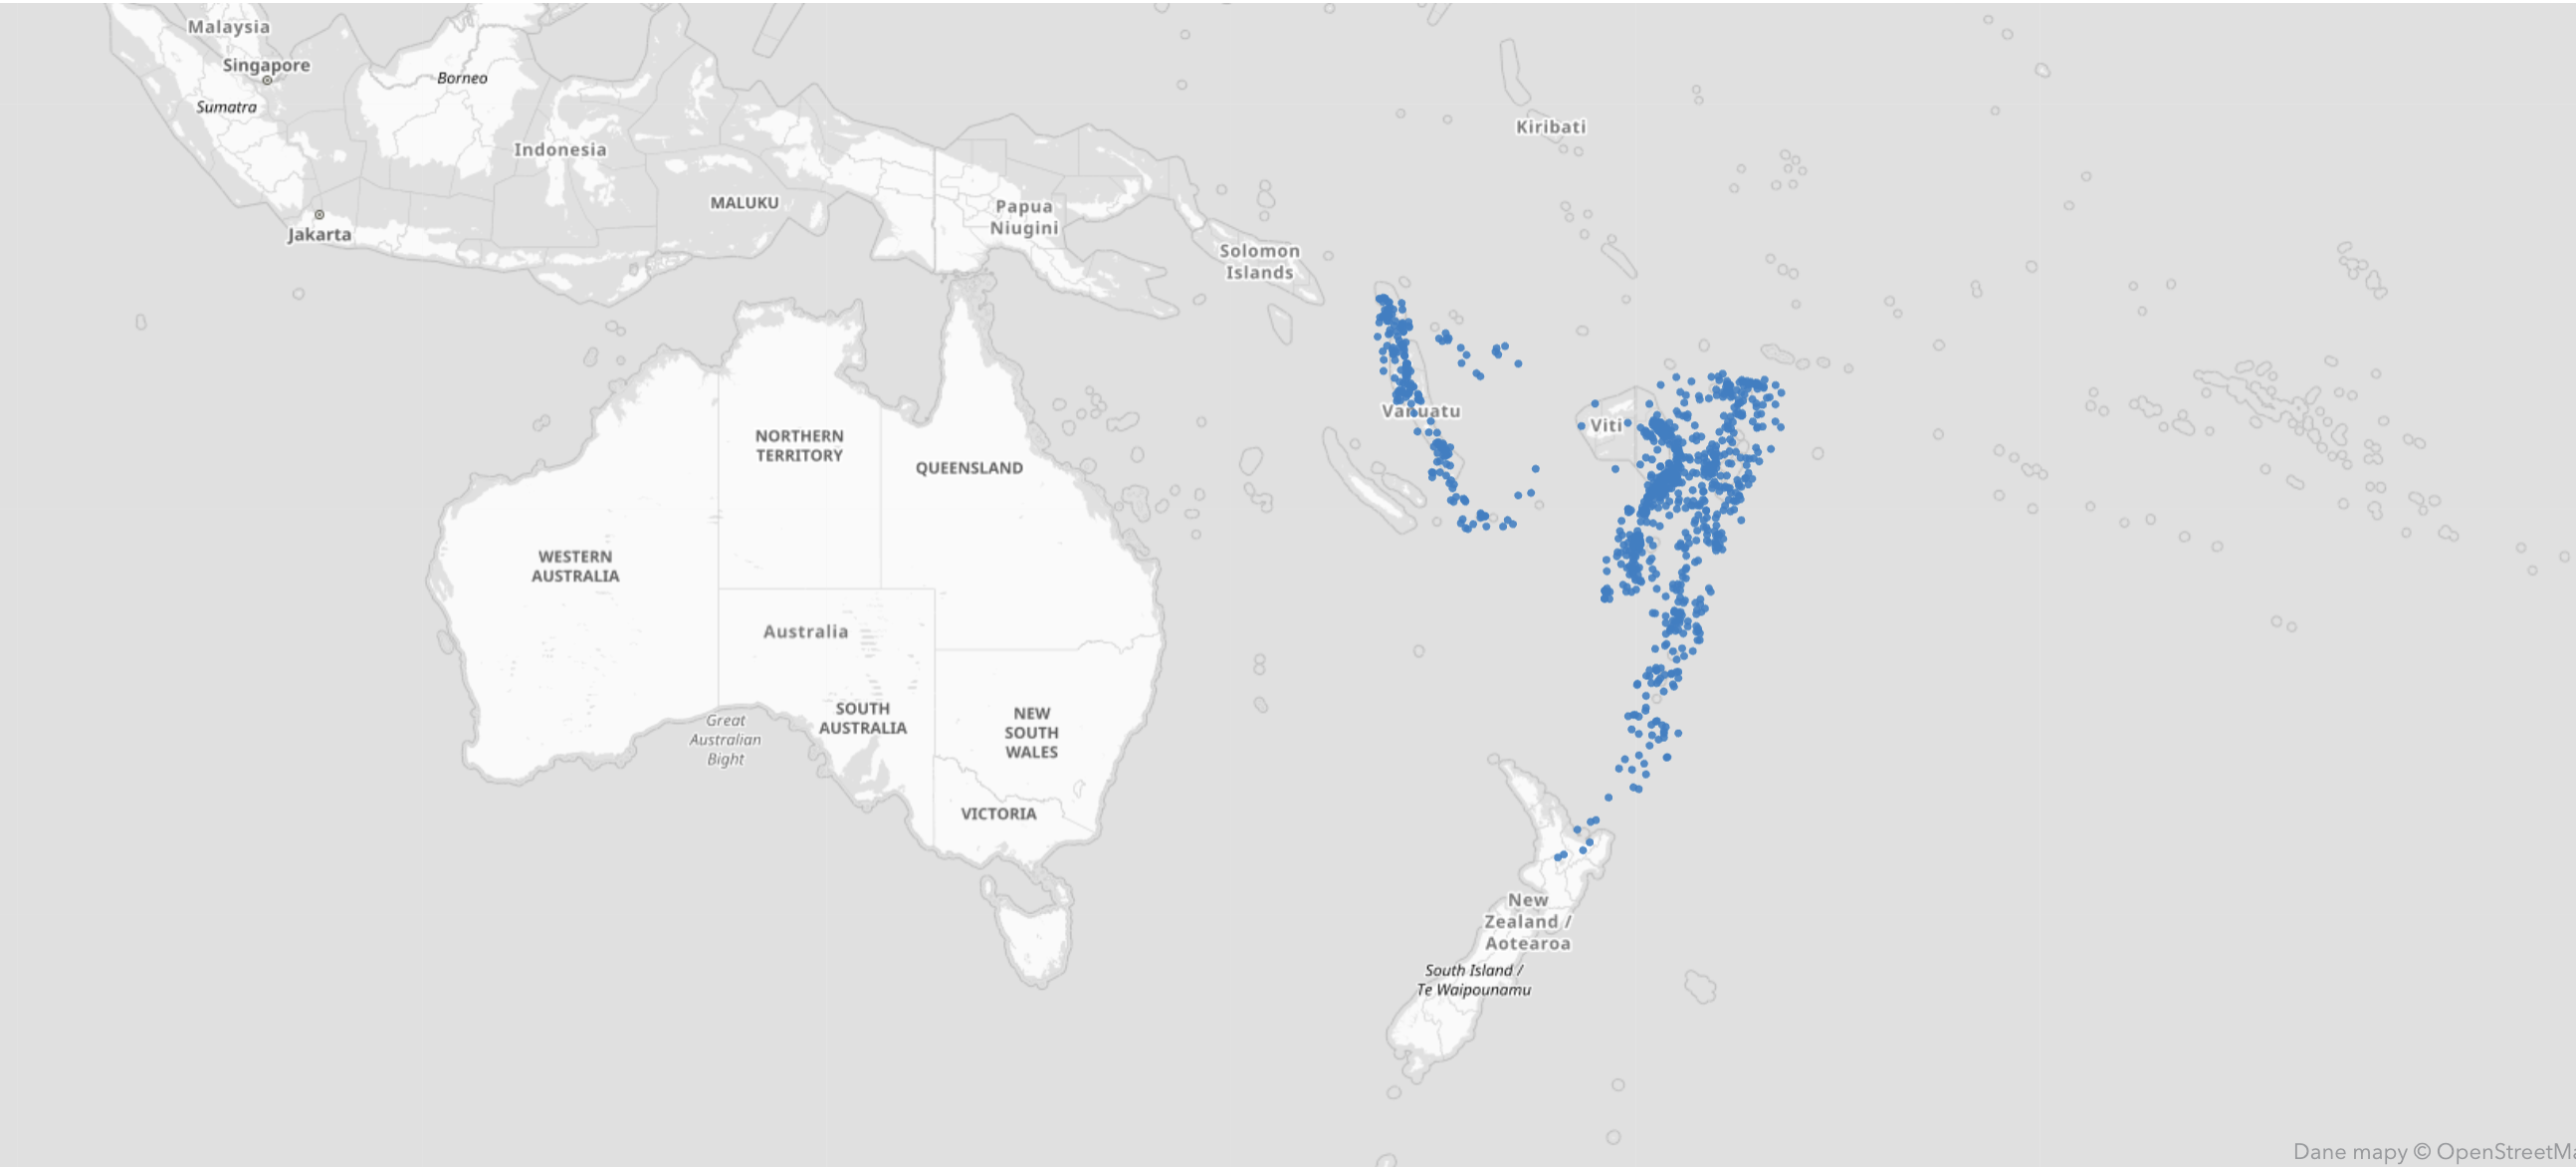 Malaysia
Singapore
Borneo
Sumatra
Indonesia
MALUKU
Jakarta
Papua
Niugini
Solomon
Islands
Kiribati
Vanuatu
Viti
NORTHERN
TERRITORY
QUEENSLAND
WESTERN
AUSTRALIA
Australia
SOUTH
AUSTRALIA
Great
Australian
Bight
NEW
SOUTH
WALES
VICTORIA
New
Zealand /
Aotearoa
South Island /
Te Waipounamu
Dane mapy © OpenStreetMa